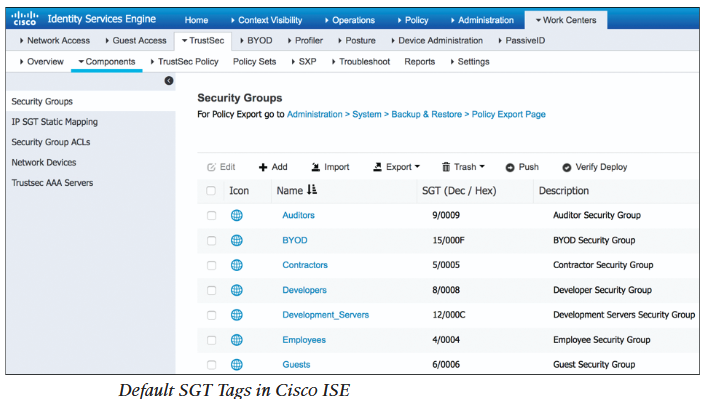 cisco Identity Services Engine Home Context Visibility Operations Policy Administration Work Centers
Network Access Guest Access TrustSec BYOD Profiler Posture Device Administration PassiveID
Overview Components TrustSec Policy Policy Sets SXP Troubleshoot Reports Settings
Security Groups
IP SGT Static Mapping
Security Group ACLs
Network Devices
Trustsec AAA Servers
Security Groups
For Policy Export go to Administration > System > Backup & Restore > Policy Export Page
Edit Add Import Export Trash Push Verify Deploy
Icon Name SGT (Dec / Hex) Description
Auditors 9/0009 Auditor Security Group
BYOD 15/000F BYOD Security Group
Contractors 5/0005 Contractor Security Group
Developers 8/0008 Developer Security Group
Development_Servers 12/000C Development Servers Security Group
Employees 4/0004 Employee Security Group
Guests 6/0006 Guest Security Group
Default SGT Tags in Cisco ISE